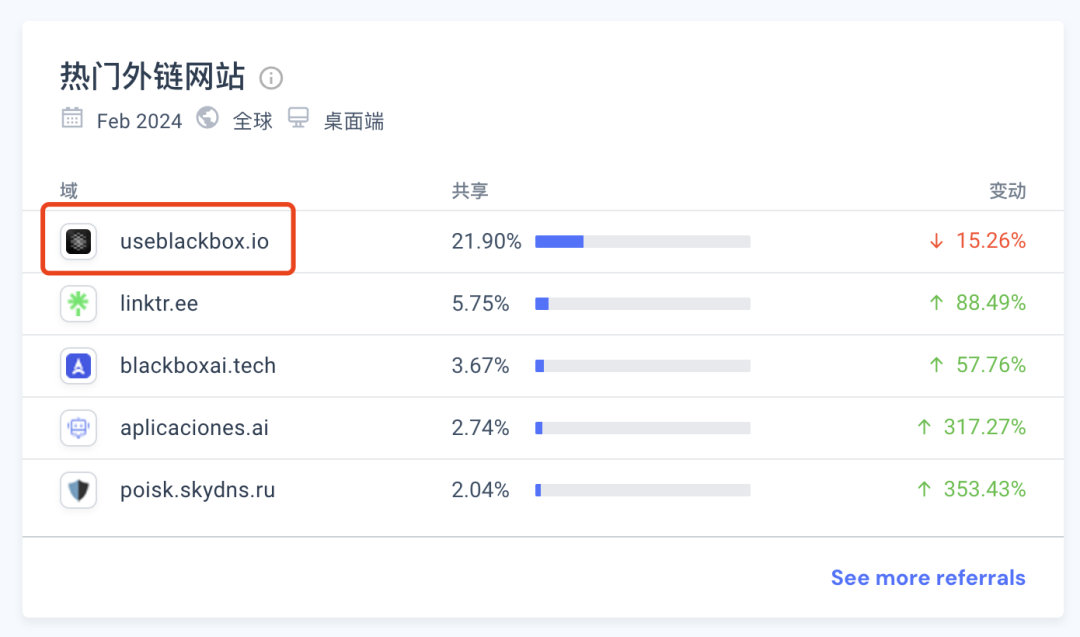 热门外链网站
Feb 2024 全球 桌面端
域 共享 变动
useblackbox.io 21.90% ↓ 15.26%
linktr.ee 5.75% ↑ 88.49%
blackboxai.tech 3.67% ↑ 57.76%
aplicaciones.ai 2.74% ↑ 317.27%
poisk.skydns.ru 2.04% ↑ 353.43%
See more referrals